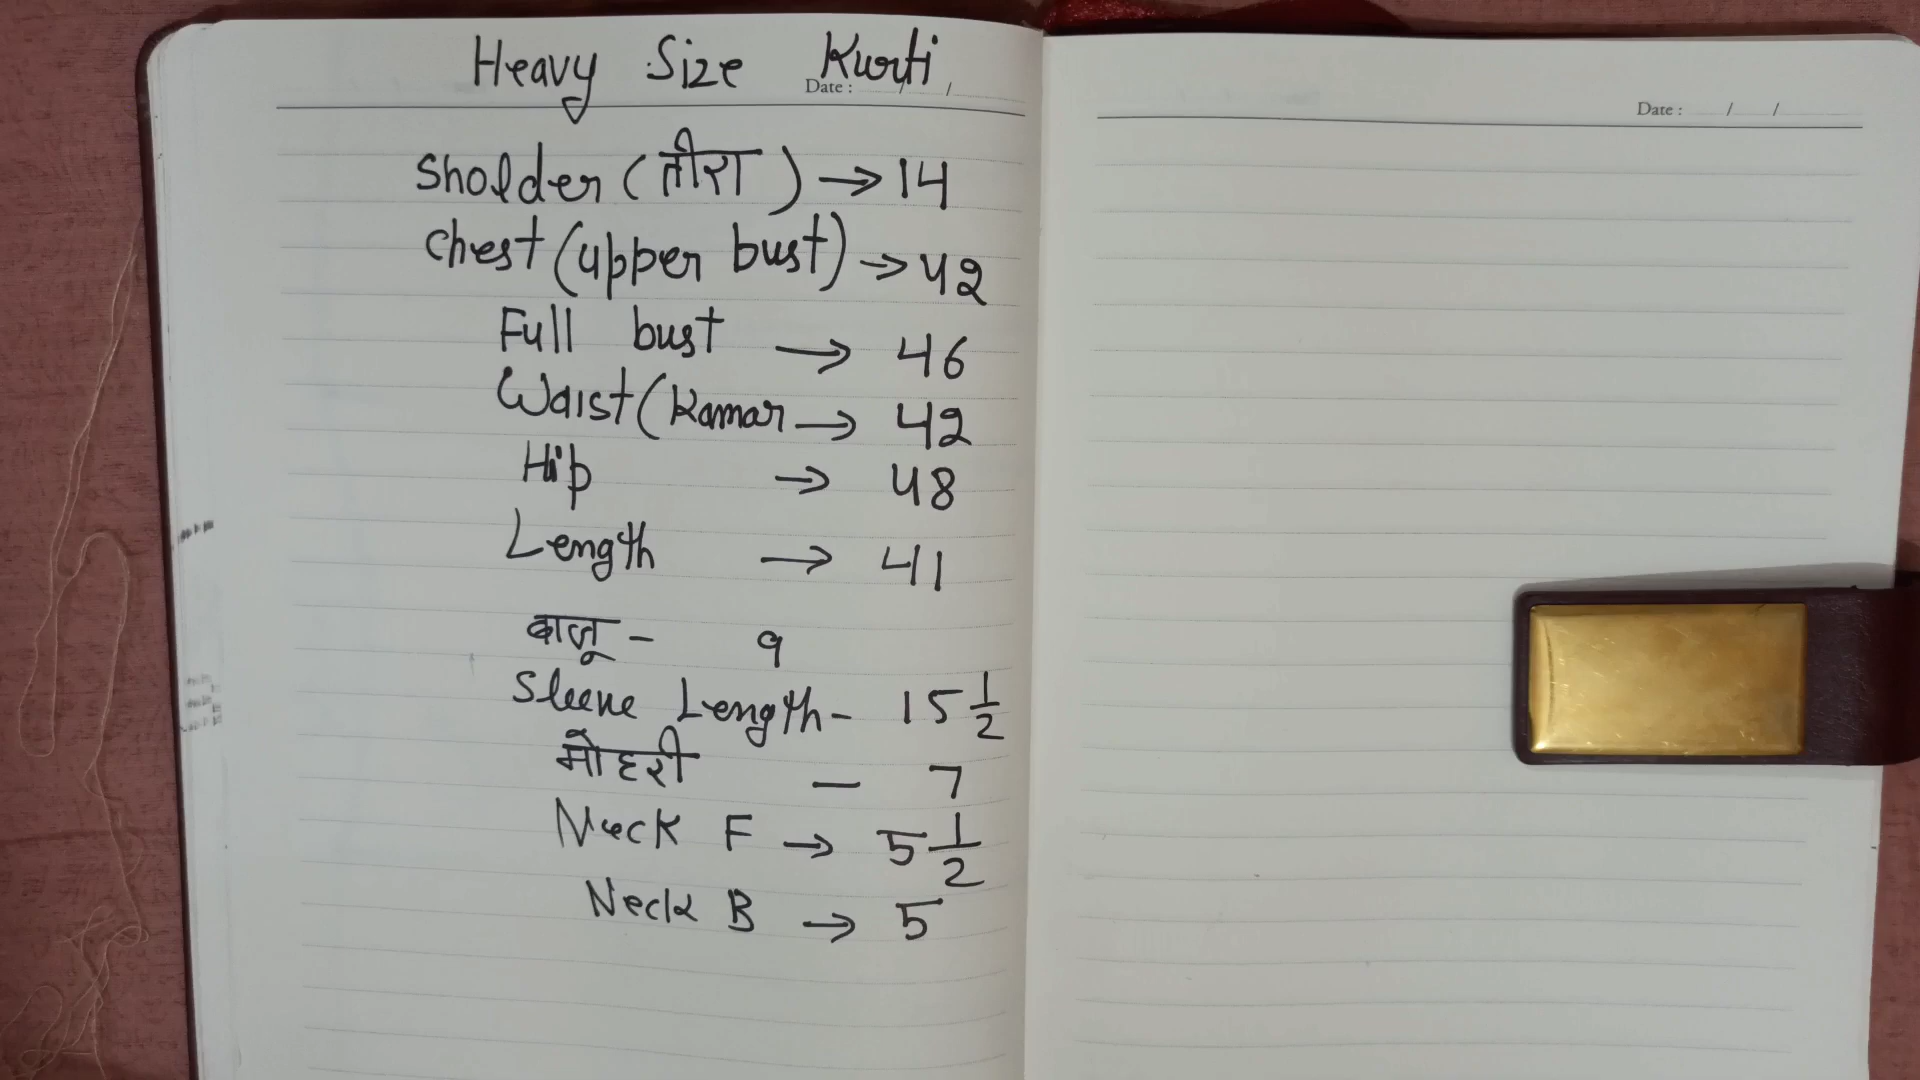 Heavy Size Kurti
Date : / /
Sholder (तीरा) → 14
Chest (upper bust) → 42
Full bust → 46
Waist (Kamar → 42
Hip → 48
Length → 41
बाजू - 9
Sleeve Length - 15 1/2
मोहरी - 7
Neck F → 5 1/2
Neck B → 5
Date : / /